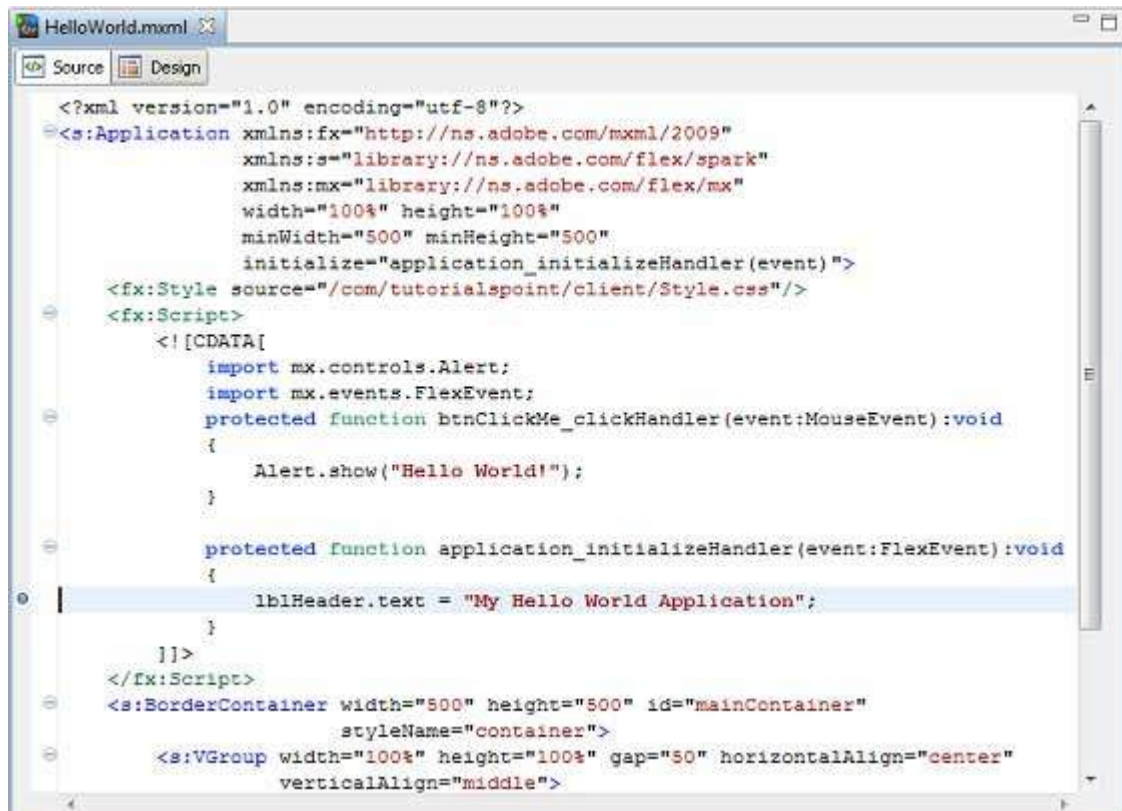 HelloWorld.mxml
Source Design
<?xml version="1.0" encoding="utf-8"?>
<s:Application xmlns:fx="http://ns.adobe.com/mxml/2009"
xmlns:s="library://ns.adobe.com/flex/spark"
xmlns:mx="library://ns.adobe.com/flex/mx"
width="100%" height="100%"
minWidth="500" minHeight="500"
initialize="application_initializeHandler(event)">
<fx:Style source="/com/tutorialspoint/client/Style.css"/>
<fx:Script>
<![CDATA[
import mx.controls.Alert;
import mx.events.FlexEvent;
protected function btnClickMe_clickHandler(event:MouseEvent):void
{
Alert.show("Hello World!");
}
protected function application_initializeHandler(event:FlexEvent):void
{
lblHeader.text = "My Hello World Application";
}
]]>
</fx:Script>
<s:BorderContainer width="500" height="500" id="mainContainer"
styleName="container">
<s:VGroup width="100%" height="100%" gap="50" horizontalAlign="center"
verticalAlign="middle">